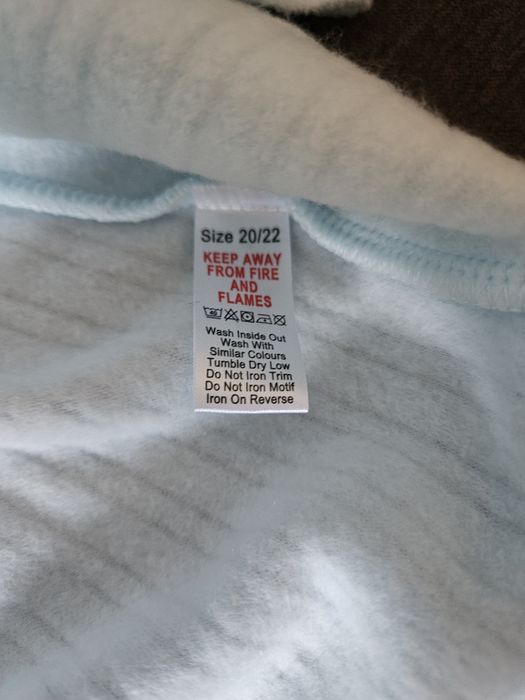 Size 20/22
KEEP AWAY
FROM FIRE
AND
FLAMES
40
Wash Inside Out
Wash With
Similar Colours
Tumble Dry Low
Do Not Iron Trim
Do Not Iron Motif
Iron On Reverse